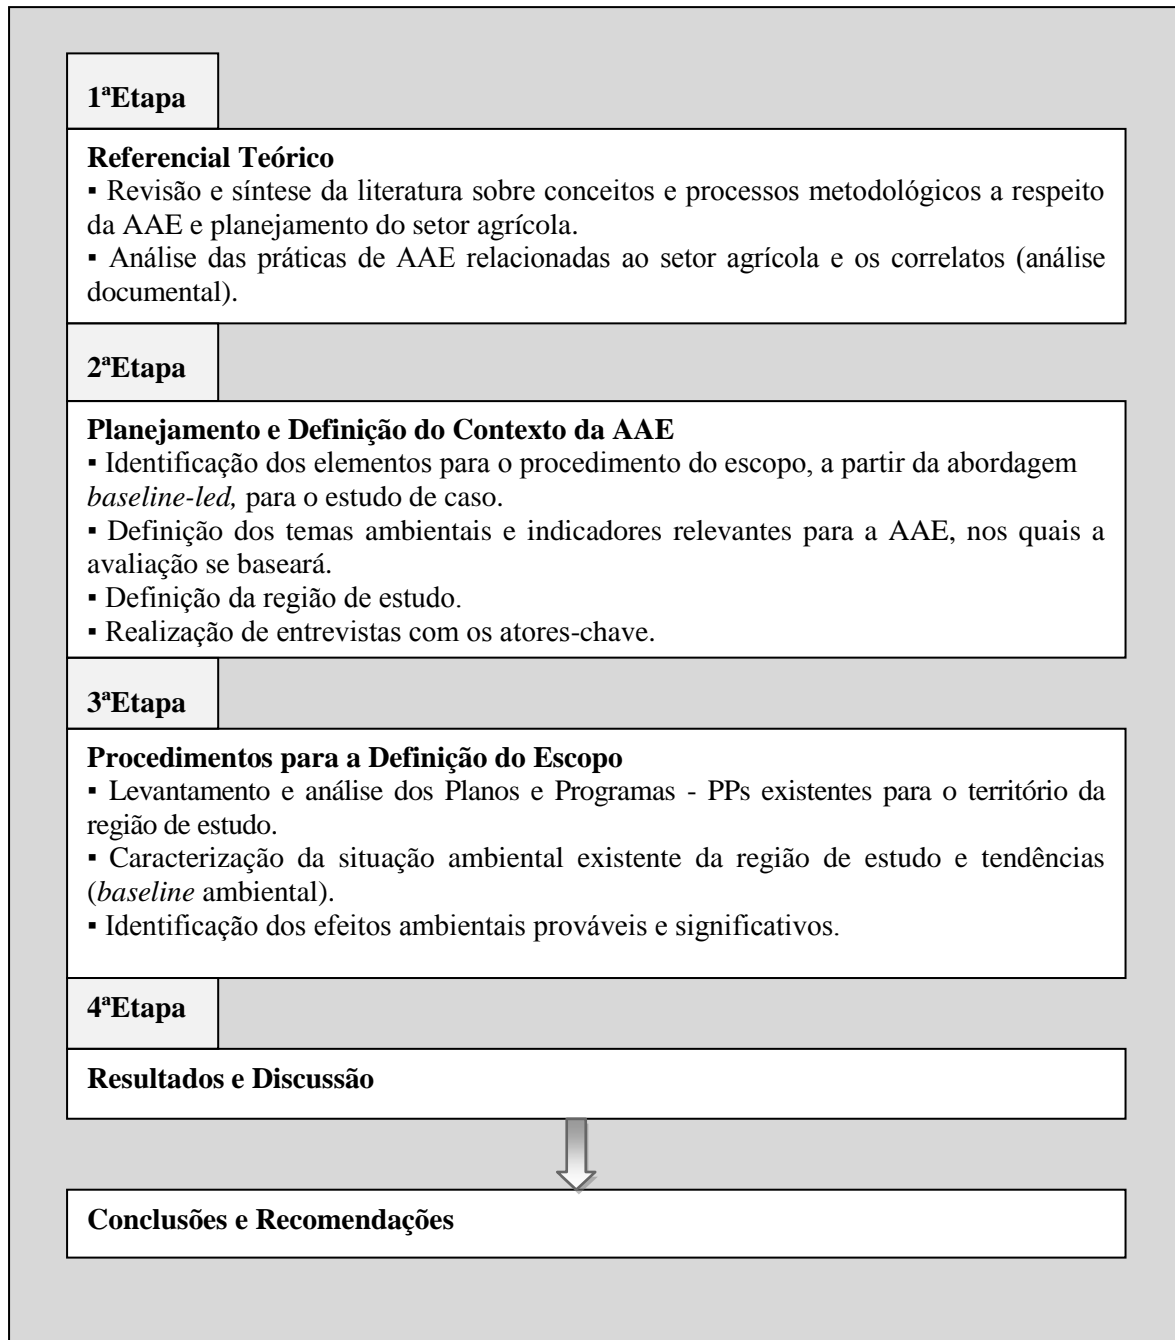 1ªEtapa
Referencial Teórico
▪ Revisão e síntese da literatura sobre conceitos e processos metodológicos a respeito
da AAE e planejamento do setor agrícola.
▪ Análise das práticas de AAE relacionadas ao setor agrícola e os correlatos (análise
documental).
2ªEtapa
Planejamento e Definição do Contexto da AAE
▪ Identificação dos elementos para o procedimento do escopo, a partir da abordagem
baseline-led, para o estudo de caso.
▪ Definição dos temas ambientais e indicadores relevantes para a AAE, nos quais a
avaliação se baseará.
▪ Definição da região de estudo.
▪ Realização de entrevistas com os atores-chave.
3ªEtapa
Procedimentos para a Definição do Escopo
▪ Levantamento e análise dos Planos e Programas - PPs existentes para o território da
região de estudo.
▪ Caracterização da situação ambiental existente da região de estudo e tendências
(baseline ambiental).
▪ Identificação dos efeitos ambientais prováveis e significativos.
4ªEtapa
Resultados e Discussão
Conclusões e Recomendações